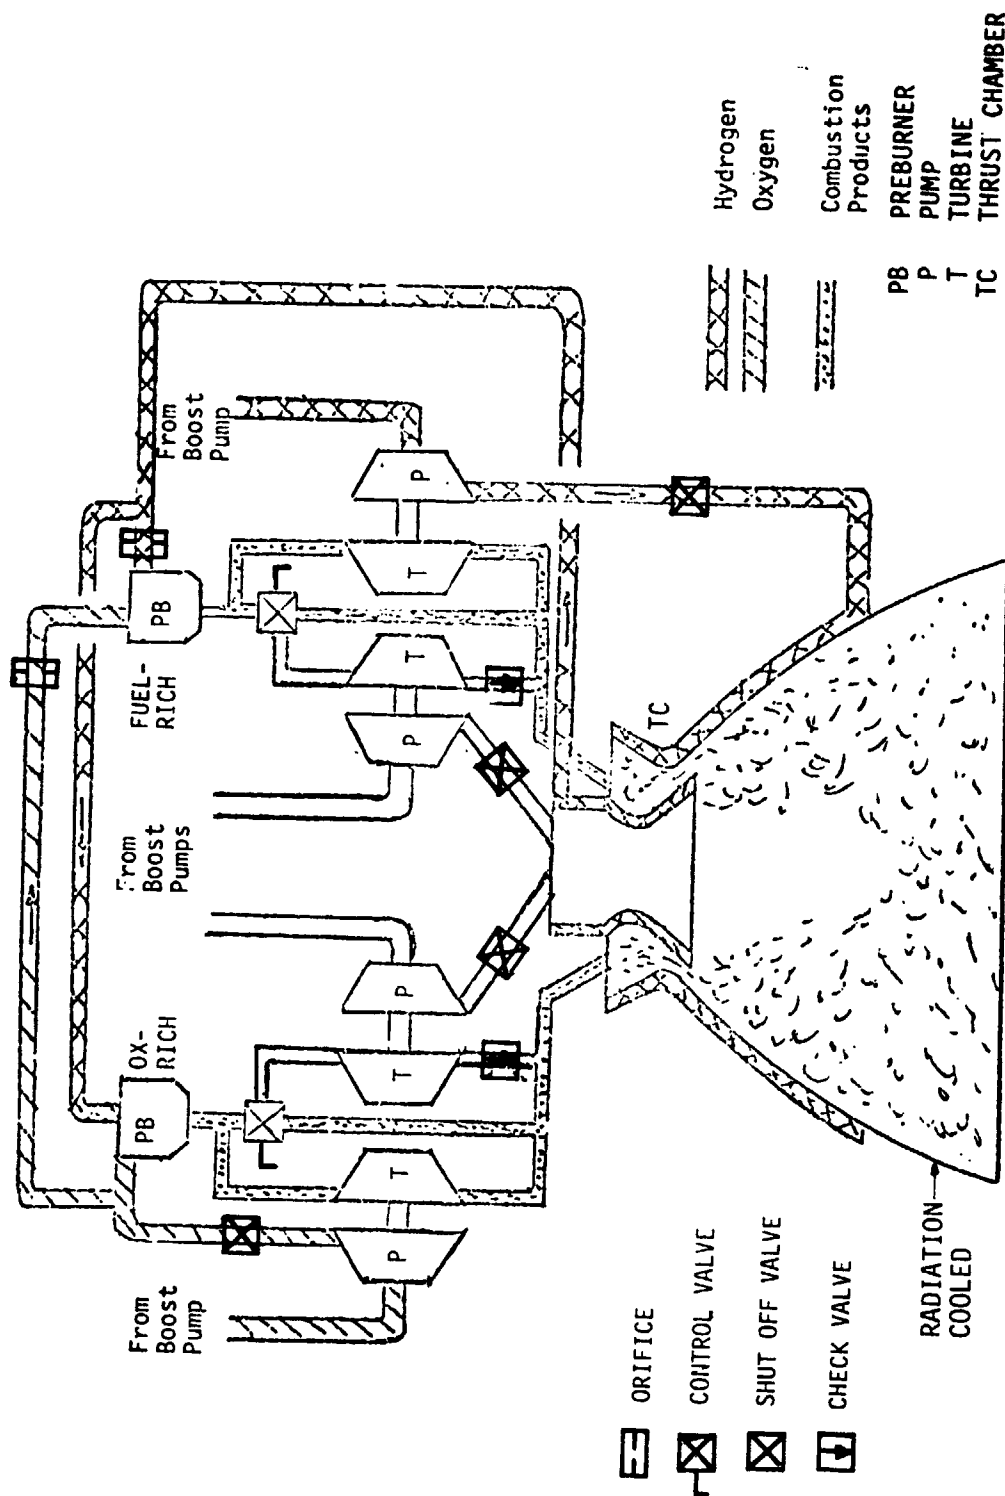 From
Boost
Pump
OX-
RICH
PB
From
Boost
Pumps
FUEL-
RICH
PB
From
Boost
Pump
P
T
T
P
P
T
T
P
TC
RADIATION
COOLED
ORIFICE
CONTROL VALVE
SHUT OFF VALVE
CHECK VALVE
Hydrogen
Oxygen
Combustion
Products
PB PREBURNER
P PUMP
T TURBINE
TC THRUST CHAMBER